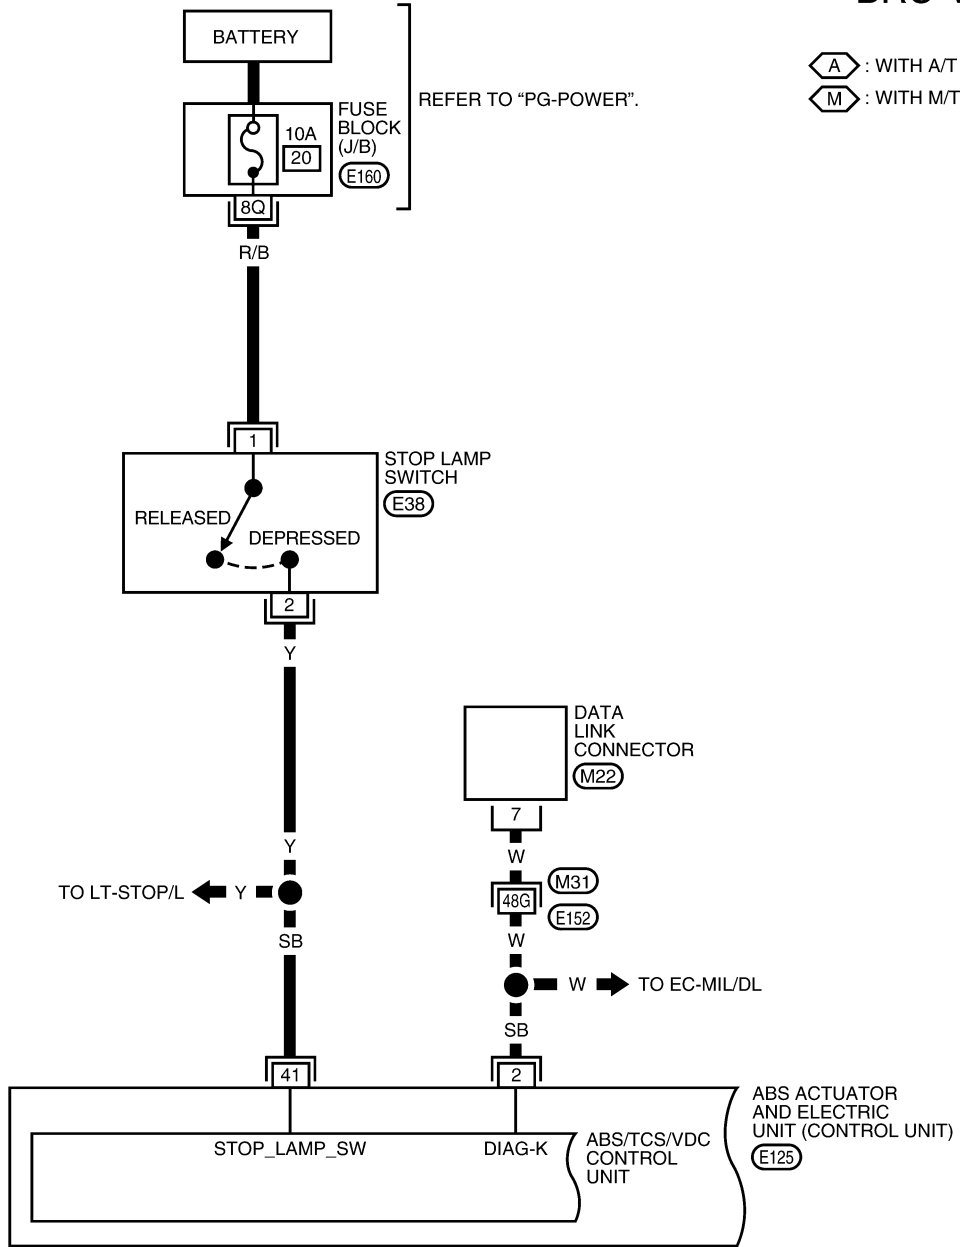 BATTERY
REFER TO “PG-POWER”.
A : WITH A/T
M : WITH M/T
10A
20
FUSE
BLOCK
(J/B)
E160
8Q
R/B
1
STOP LAMP
SWITCH
E38
RELEASED
DEPRESSED
2
Y
DATA
LINK
CONNECTOR
M22
7
Y
W
TO LT-STOP/L
Y
M31
48G
E152
SB
W
W
TO EC-MIL/DL
SB
41
2
ABS ACTUATOR
AND ELECTRIC
UNIT (CONTROL UNIT)
E125
STOP_LAMP_SW
DIAG-K
ABS/TCS/VDC
CONTROL
UNIT